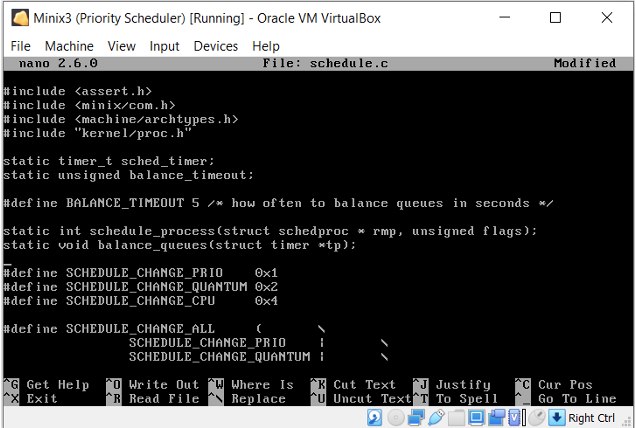 Minix3 (Priority Scheduler) [Running] - Oracle VM VirtualBox
File Machine View Input Devices Help
nano 2.6.0 File: schedule.c Modified
#include <assert.h>
#include <minix/com.h>
#include <machine/archtypes.h>
#include "kernel/proc.h"
static timer_t sched_timer;
static unsigned balance_timeout;
#define BALANCE_TIMEOUT 5 /* how often to balance queues in seconds */
static int schedule_process(struct schedproc * rmp, unsigned flags);
static void balance_queues(struct timer *tp);
#define SCHEDULE_CHANGE_PRIO 0x1
#define SCHEDULE_CHANGE_QUANTUM 0x2
#define SCHEDULE_CHANGE_CPU 0x4
#define SCHEDULE_CHANGE_ALL ( \
SCHEDULE_CHANGE_PRIO | \
SCHEDULE_CHANGE_QUANTUM | \
^G Get Help ^O Write Out ^W Where Is ^K Cut Text ^J Justify ^C Cur Pos
^X Exit ^R Read File ^\ Replace ^U Uncut Text ^T To Spell ^_ Go To Line
Right Ctrl